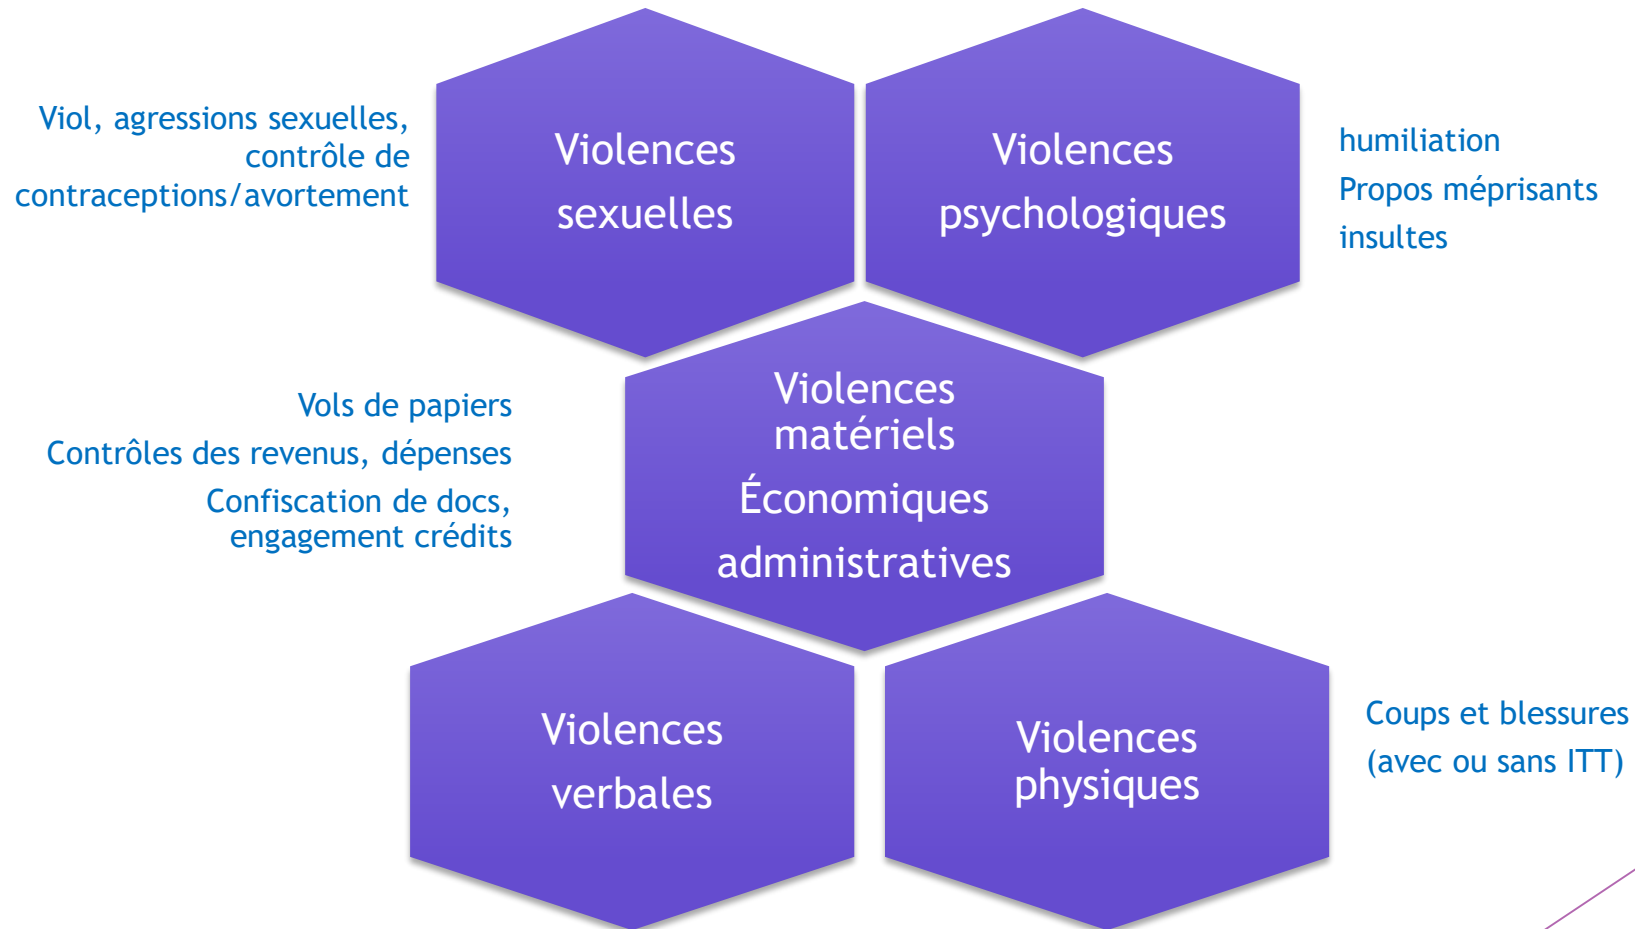 Viol, agressions sexuelles,
contrôle de
contraceptions/avortement
Violences
sexuelles
Violences
psychologiques
humiliation
Propos méprisants
insultes
Vols de papiers
Contrôles des revenus, dépenses
Confiscation de docs,
engagement crédits
Violences
matériels
Économiques
administratives
Violences
verbales
Violences
physiques
Coups et blessures
(avec ou sans ITT)